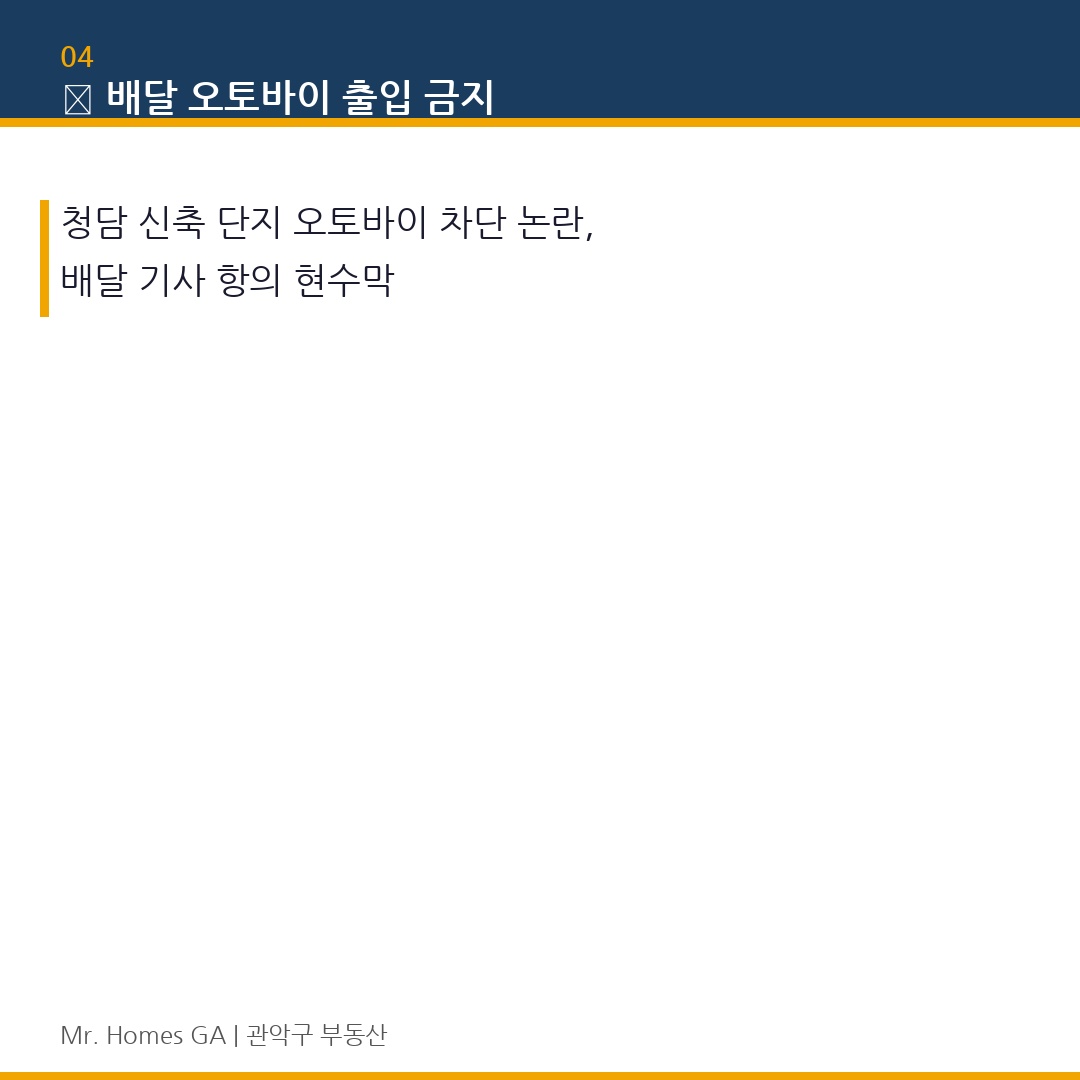 04
배달 오토바이 출입 금지
청담 신축 단지 오토바이 차단 논란,
배달 기사 항의 현수막
Mr. Homes GA | 관악구 부동산